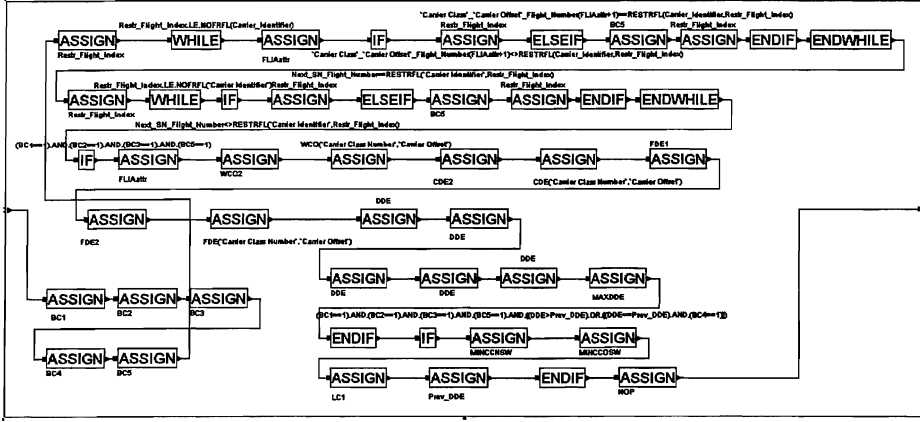 Restr_Flight_Index.LE.NOFRFL(Carrier_Identifier)
"Carrier Class"_"Carrier Offset"_Flight_Number(FLIAattr+1)==RESTRFL(Carrier_Identifier,Restr_Flight_Index)
Restr_Flight_Index BC5 Restr_Flight_Index
ASSIGN WHILE ASSIGN IF ASSIGN ELSEIF ASSIGN ASSIGN ENDIF ENDWHILE
Restr_Flight_Index FLIAattr "Carrier Class"_"Carrier Offset"_Flight_Number(FLIAattr+1)<>RESTRFL(Carrier_Identifier,Restr_Flight_Index)
Next_SN_Flight_Number==RESTRFL("Carrier Identifier",Restr_Flight_Index)
Restr_Flight_Index.LE.NOFRFL("Carrier Identifier")Restr_Flight_Index Restr_Flight_Index
ASSIGN WHILE IF ASSIGN ELSEIF ASSIGN ASSIGN ENDIF ENDWHILE
Restr_Flight_Index BC5
Next_SN_Flight_Number<>RESTRFL("Carrier Identifier",Restr_Flight_Index)
(BC1==1).AND.(BC2==1).AND.(BC3==1).AND.(BC5==1) WCO("Carrier Class Number","Carrier Offset") FDE1
IF ASSIGN ASSIGN ASSIGN ASSIGN ASSIGN ASSIGN
FLIAattr WCO2 CDE2 CDE("Carrier Class Number","Carrier Offset")
DDE
ASSIGN ASSIGN ASSIGN ASSIGN
FDE2 FDE("Carrier Class Number","Carrier Offset") DDE
DDE
ASSIGN ASSIGN ASSIGN ASSIGN
DDE DDE MAXDDE
ASSIGN ASSIGN ASSIGN
BC1 BC2 BC3
(BC1==1).AND.(BC2==1).AND.(BC3==1).AND.(BC5==1).AND.((DDE>Prev_DDE).OR.((DDE==Prev_DDE).AND.(BC4==1)))
ENDIF IF ASSIGN ASSIGN
MINCCNSW MINCCOSW
ASSIGN ASSIGN
BC4 BC5
ASSIGN ASSIGN ENDIF ASSIGN
LC1 Prev_DDE NOP